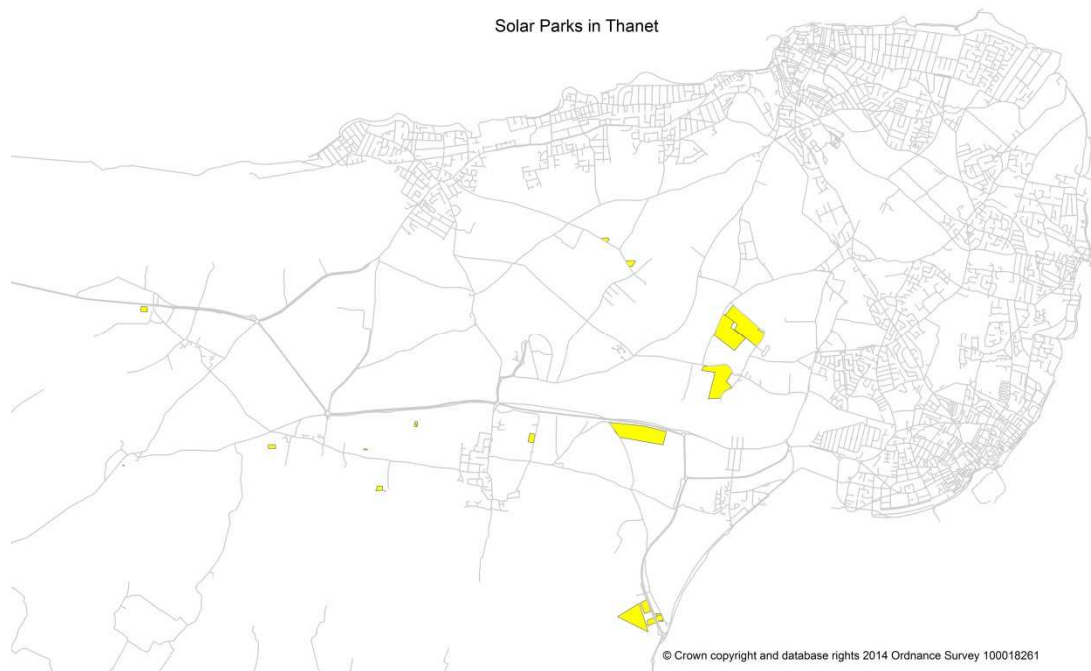 Solar Parks in Thanet
© Crown copyright and database rights 2014 Ordnance Survey 100018261